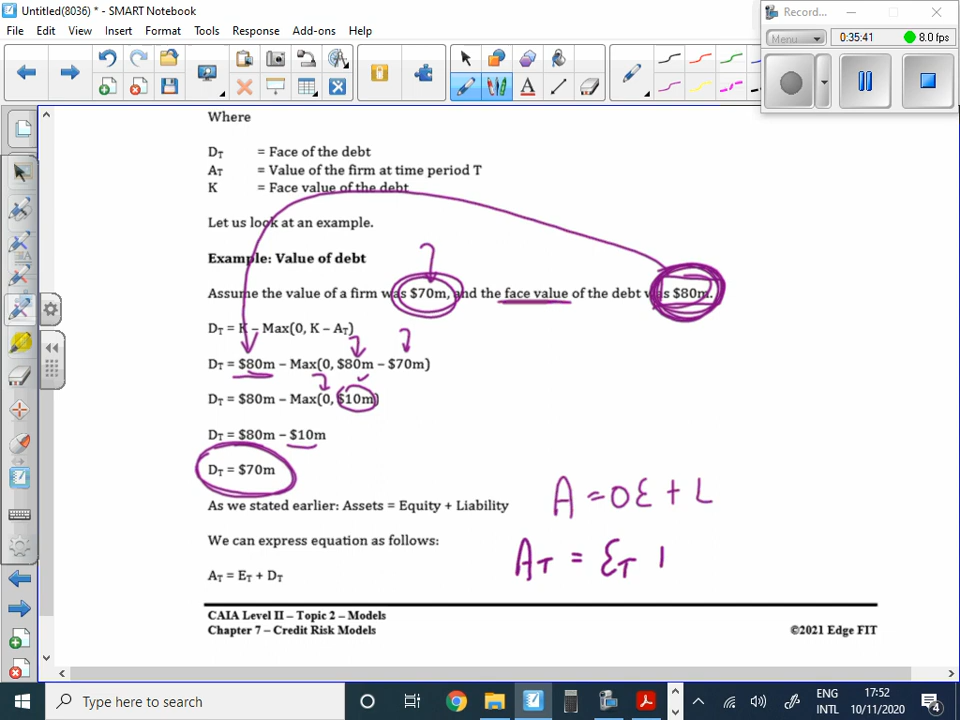 Untitled(8036) * - SMART Notebook
File Edit View Insert Format Tools Response Add-ons Help
Record...
Menu 0:35:41 8.0 fps
Where
DT = Face of the debt
AT = Value of the firm at time period T
K = Face value of the debt
Let us look at an example.
Example: Value of debt
Assume the value of a firm was $70m, and the face value of the debt was $80m.
DT = K – Max(0, K – AT)
DT = $80m – Max(0, $80m – $70m)
DT = $80m – Max(0, $10m)
DT = $80m – $10m
DT = $70m
As we stated earlier: Assets = Equity + Liability
A = OE + L
We can express equation as follows:
AT = ET
AT = ET + DT
CAIA Level II – Topic 2 – Models
Chapter 7 – Credit Risk Models ©2021 Edge FIT
Type here to search
ENG
INTL
17:52
10/11/2020
4